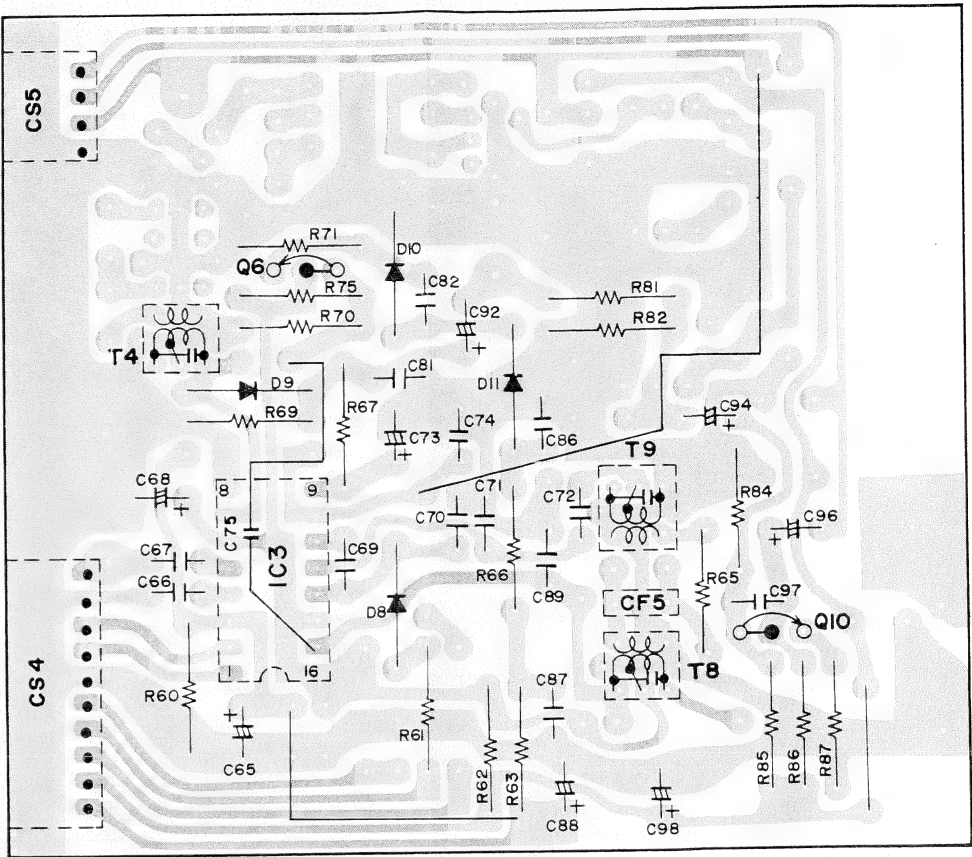 CS5
R71
D10
Q6
R75
C82
R81
R70
C92
R82
+
T4
C81
D9
D11
R69
R67
C94
+
C73
C74
C86
+
T9
C68
8
9
C71
C72
R84
+
C75
C70
C96
+
IC3
C67
C69
R66
R65
C66
C89
CF5
C97
D8
Q10
1
16
T8
CS4
R60
C87
+
R61
C65
R62
R63
R85
R86
R87
+
C88
+
C98